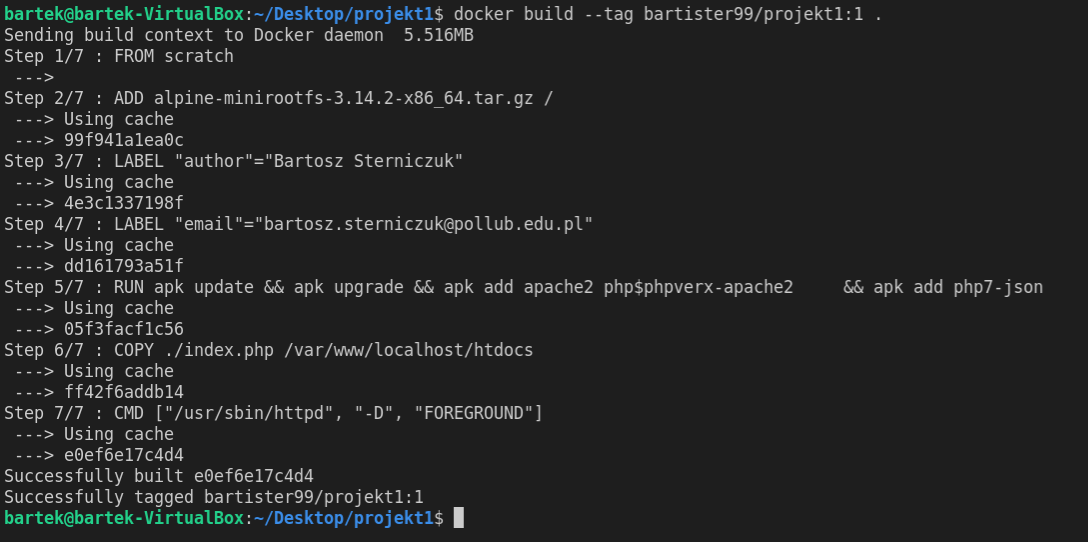 bartek@bartek-VirtualBox:~/Desktop/projekt1$ docker build --tag bartister99/projekt1:1 .
Sending build context to Docker daemon  5.516MB
Step 1/7 : FROM scratch
 --->
Step 2/7 : ADD alpine-minirootfs-3.14.2-x86_64.tar.gz /
 ---> Using cache
 ---> 99f941a1ea0c
Step 3/7 : LABEL "author"="Bartosz Sterniczuk"
 ---> Using cache
 ---> 4e3c1337198f
Step 4/7 : LABEL "email"="bartosz.sterniczuk@pollub.edu.pl"
 ---> Using cache
 ---> dd161793a51f
Step 5/7 : RUN apk update && apk upgrade && apk add apache2 php$phpverx-apache2     && apk add php7-json
 ---> Using cache
 ---> 05f3facf1c56
Step 6/7 : COPY ./index.php /var/www/localhost/htdocs
 ---> Using cache
 ---> ff42f6addb14
Step 7/7 : CMD ["/usr/sbin/httpd", "-D", "FOREGROUND"]
 ---> Using cache
 ---> e0ef6e17c4d4
Successfully built e0ef6e17c4d4
Successfully tagged bartister99/projekt1:1
bartek@bartek-VirtualBox:~/Desktop/projekt1$